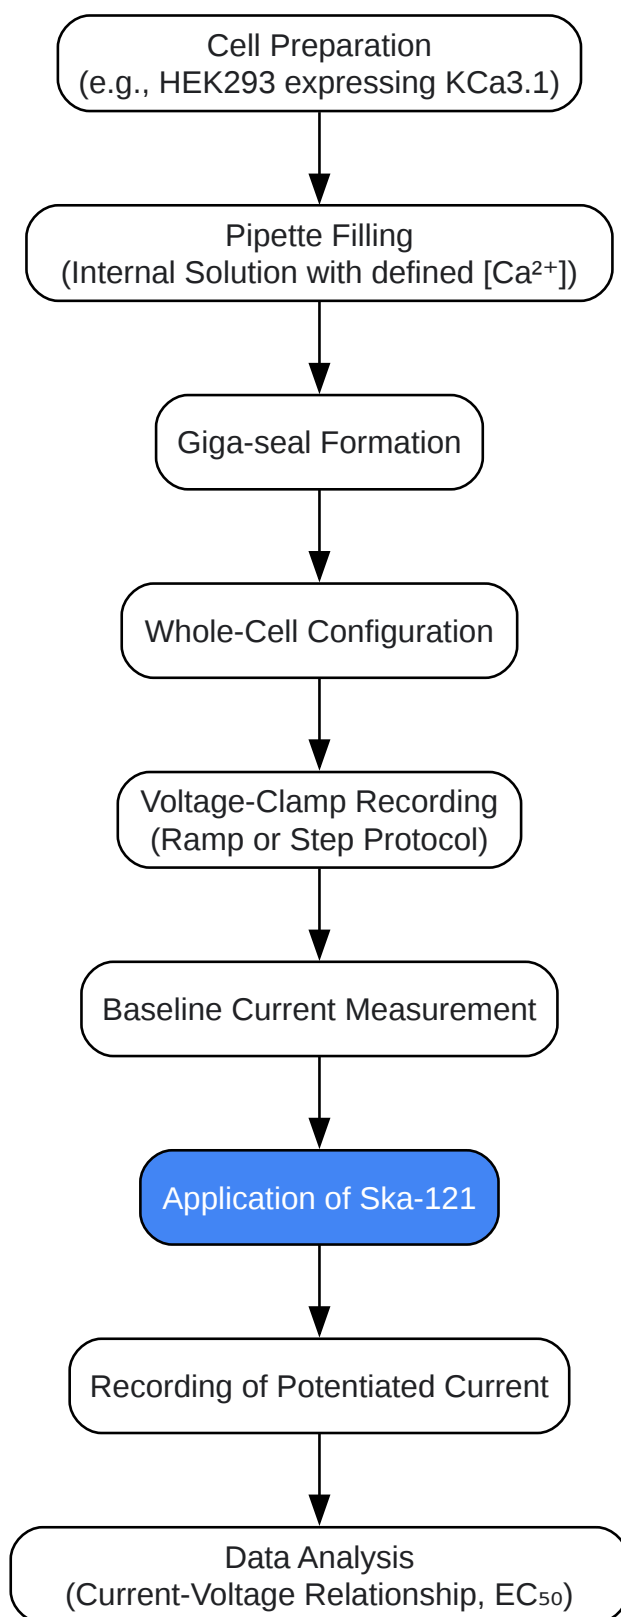 Cell Preparation
(e.g., HEK293 expressing KCa3.1)
Pipette Filling
(Internal Solution with defined [Ca²⁺])
Giga-seal Formation
Whole-Cell Configuration
Voltage-Clamp Recording
(Ramp or Step Protocol)
Baseline Current Measurement
Application of Ska-121
Recording of Potentiated Current
Data Analysis
(Current-Voltage Relationship, EC₅₀)